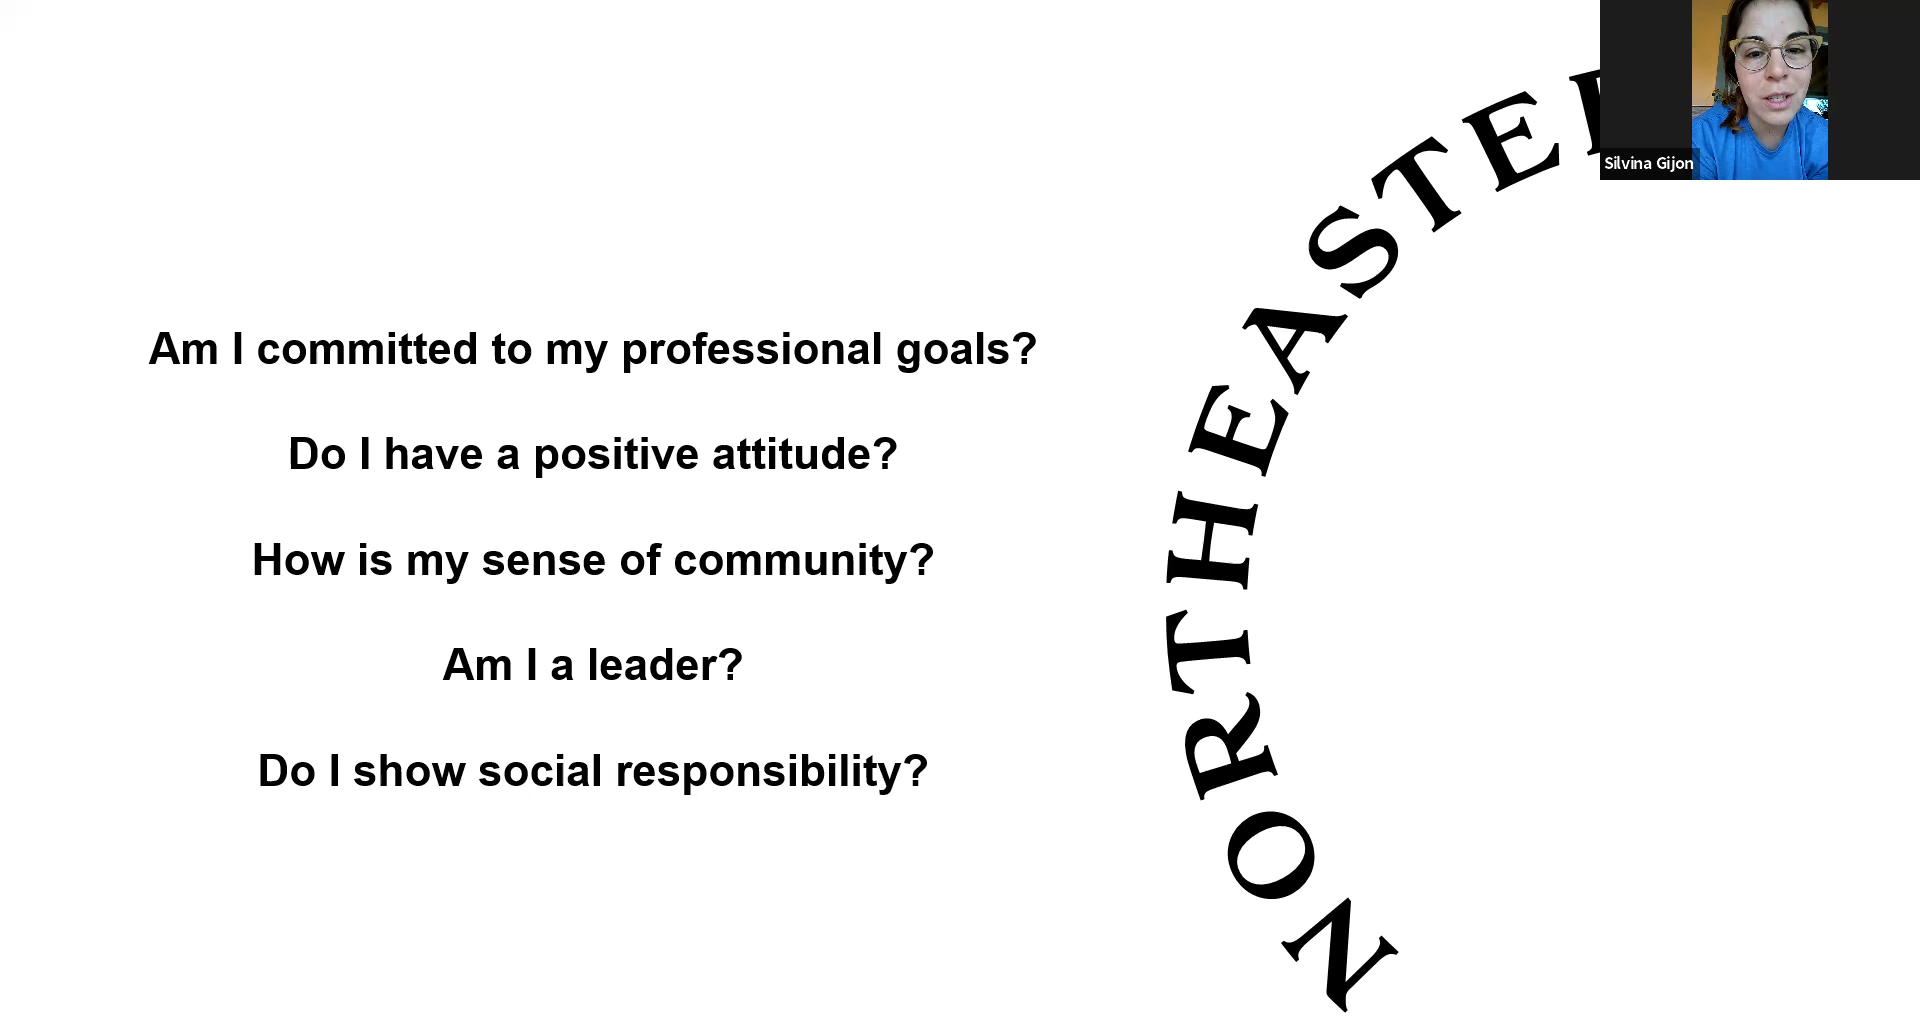 Am I committed to my professional goals?
Do I have a positive attitude?
How is my sense of community?
Am I a leader?
Do I show social responsibility?
NORTHEASTE
Silvina Gijon